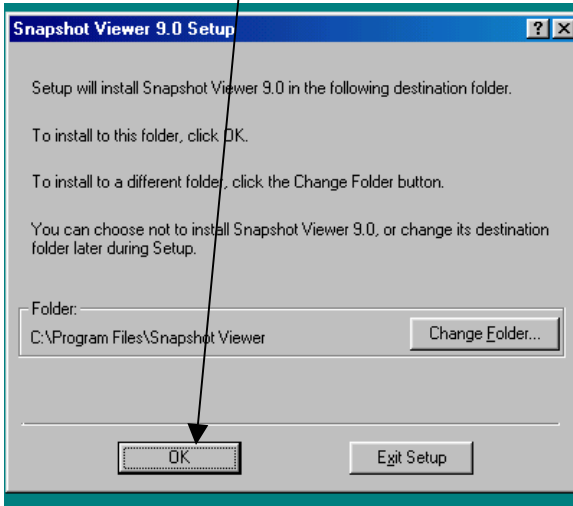 Snapshot Viewer 9.0 Setup
Setup will install Snapshot Viewer 9.0 in the following destination folder.
To install to this folder, click OK.
To install to a different folder, click the Change Folder button.
You can choose not to install Snapshot Viewer 9.0, or change its destination
folder later during Setup.
Folder:
C:\Program Files\Snapshot Viewer
Change Folder...
OK
Exit Setup